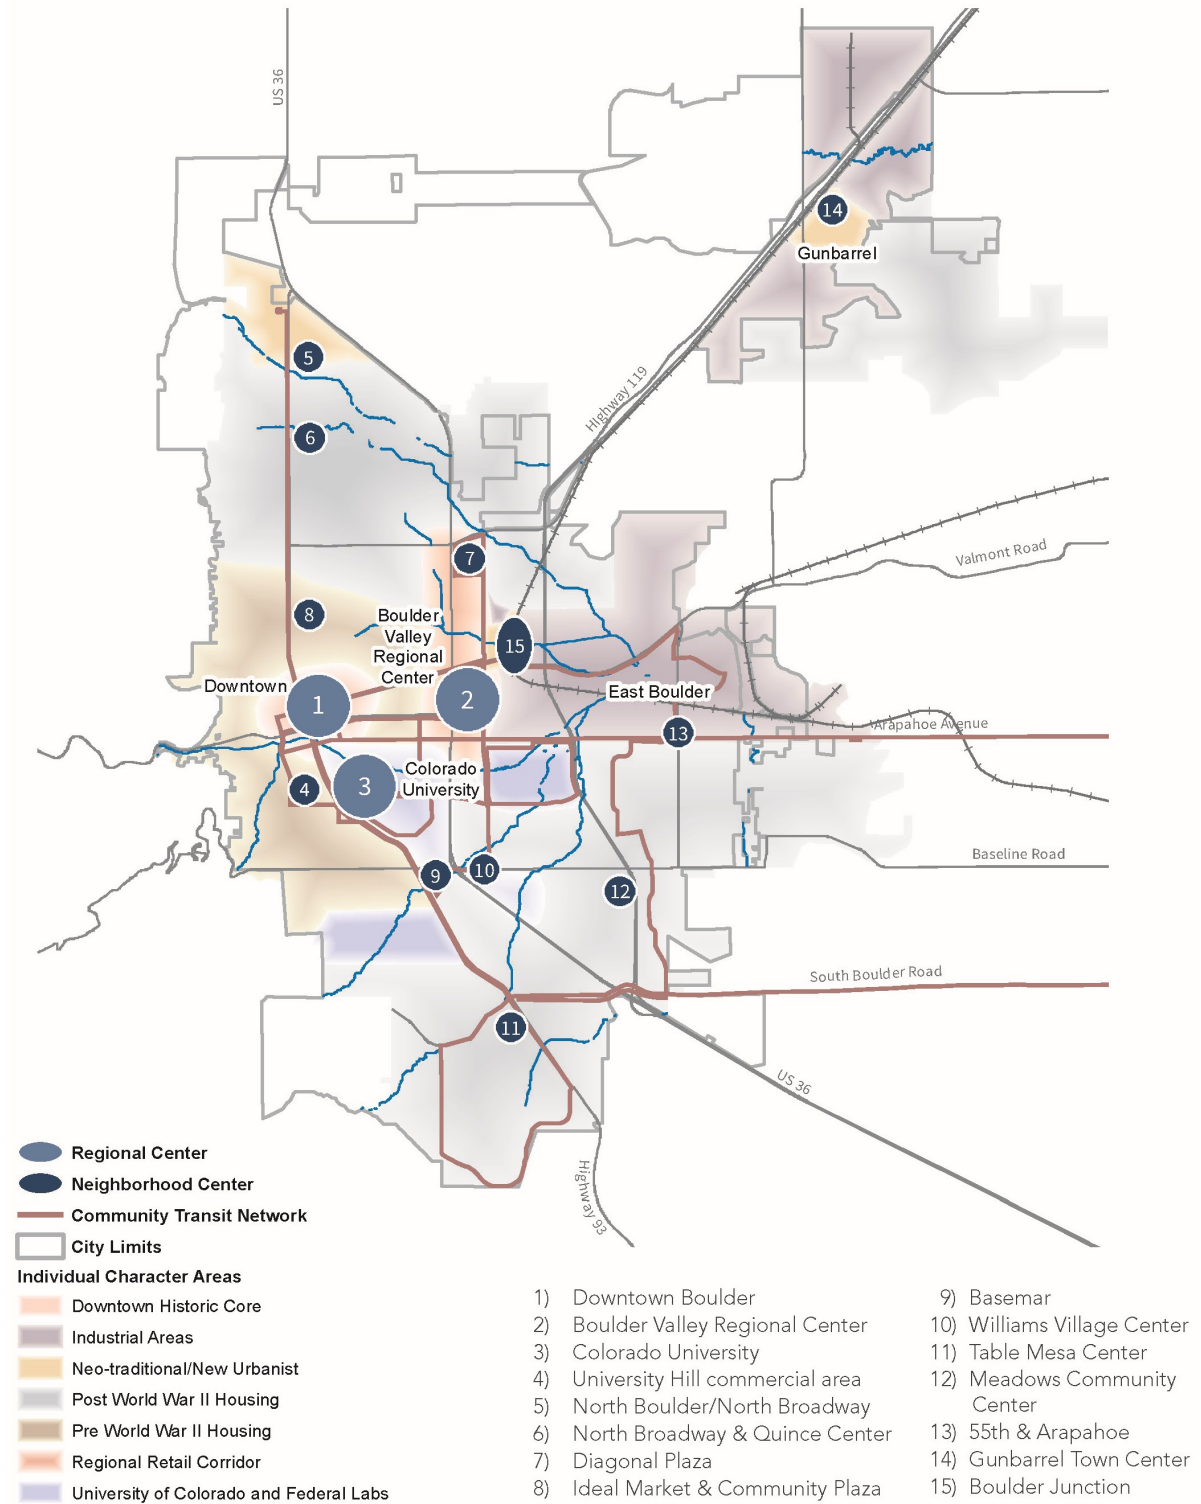 US 36
14
Gunbarrel
5
Highway 119
6
7
Valmont Road
8
Boulder
Valley
Regional
Center
15
Downtown
1
2
East Boulder
13
Arapahoe Avenue
4
3
Colorado
University
Baseline Road
9
10
12
South Boulder Road
11
US 36
Highway 93
Regional Center
Neighborhood Center
Community Transit Network
City Limits
Individual Character Areas
Downtown Historic Core
Industrial Areas
Neo-traditional/New Urbanist
Post World War II Housing
Pre World War II Housing
Regional Retail Corridor
University of Colorado and Federal Labs
1) Downtown Boulder
2) Boulder Valley Regional Center
3) Colorado University
4) University Hill commercial area
5) North Boulder/North Broadway
6) North Broadway & Quince Center
7) Diagonal Plaza
8) Ideal Market & Community Plaza
9) Basemar
10) Williams Village Center
11) Table Mesa Center
12) Meadows Community
Center
13) 55th & Arapahoe
14) Gunbarrel Town Center
15) Boulder Junction